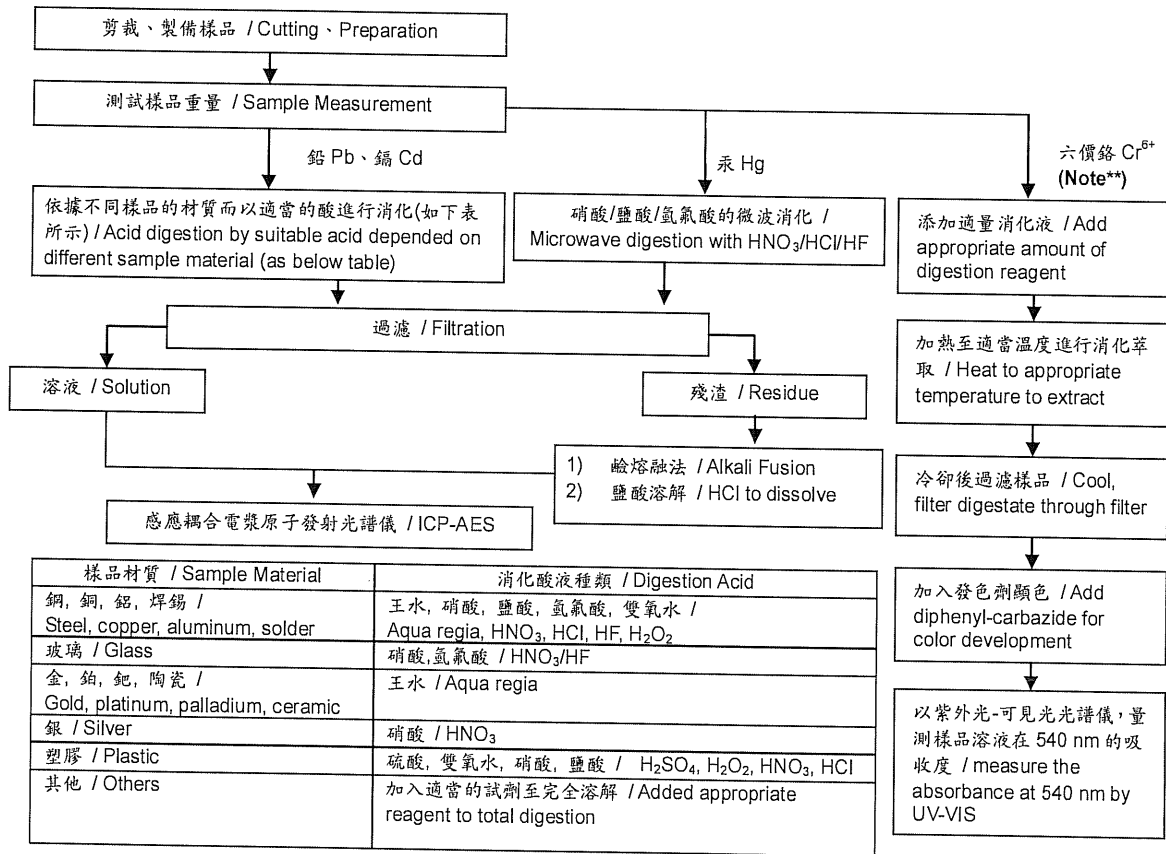 剪裁、製備樣品 / Cutting、Preparation
測試樣品重量 / Sample Measurement
鉛 Pb、鎘 Cd
汞 Hg
六價鉻 Cr⁶⁺
(Note**)
依據不同樣品的材質而以適當的酸進行消化(如下表
所示) / Acid digestion by suitable acid depended on
different sample material (as below table)
硝酸/鹽酸/氫氟酸的微波消化 /
Microwave digestion with HNO₃/HCl/HF
添加適量消化液 / Add
appropriate amount of
digestion reagent
過濾 / Filtration
溶液 / Solution
殘渣 / Residue
加熱至適當溫度進行消化萃
取 / Heat to appropriate
temperature to extract
1) 鹼熔融法 / Alkali Fusion
2) 鹽酸溶解 / HCl to dissolve
冷卻後過濾樣品 / Cool,
filter digestate through filter
感應耦合電漿原子發射光譜儀 / ICP-AES
樣品材質 / Sample Material
消化酸液種類 / Digestion Acid
鋼, 銅, 鋁, 焊錫 /
Steel, copper, aluminum, solder
王水, 硝酸, 鹽酸, 氫氟酸, 雙氧水 /
Aqua regia, HNO₃, HCl, HF, H₂O₂
玻璃 / Glass
硝酸,氫氟酸 / HNO₃/HF
金, 鉑, 鈀, 陶瓷 /
Gold, platinum, palladium, ceramic
王水 / Aqua regia
銀 / Silver
硝酸 / HNO₃
塑膠 / Plastic
硫酸, 雙氧水, 硝酸, 鹽酸 / H₂SO₄, H₂O₂, HNO₃, HCl
其他 / Others
加入適當的試劑至完全溶解 / Added appropriate
reagent to total digestion
加入發色劑顯色 / Add
diphenyl-carbazide for
color development
以紫外光-可見光光譜儀,量
測樣品溶液在 540 nm 的吸
收度 / measure the
absorbance at 540 nm by
UV-VIS